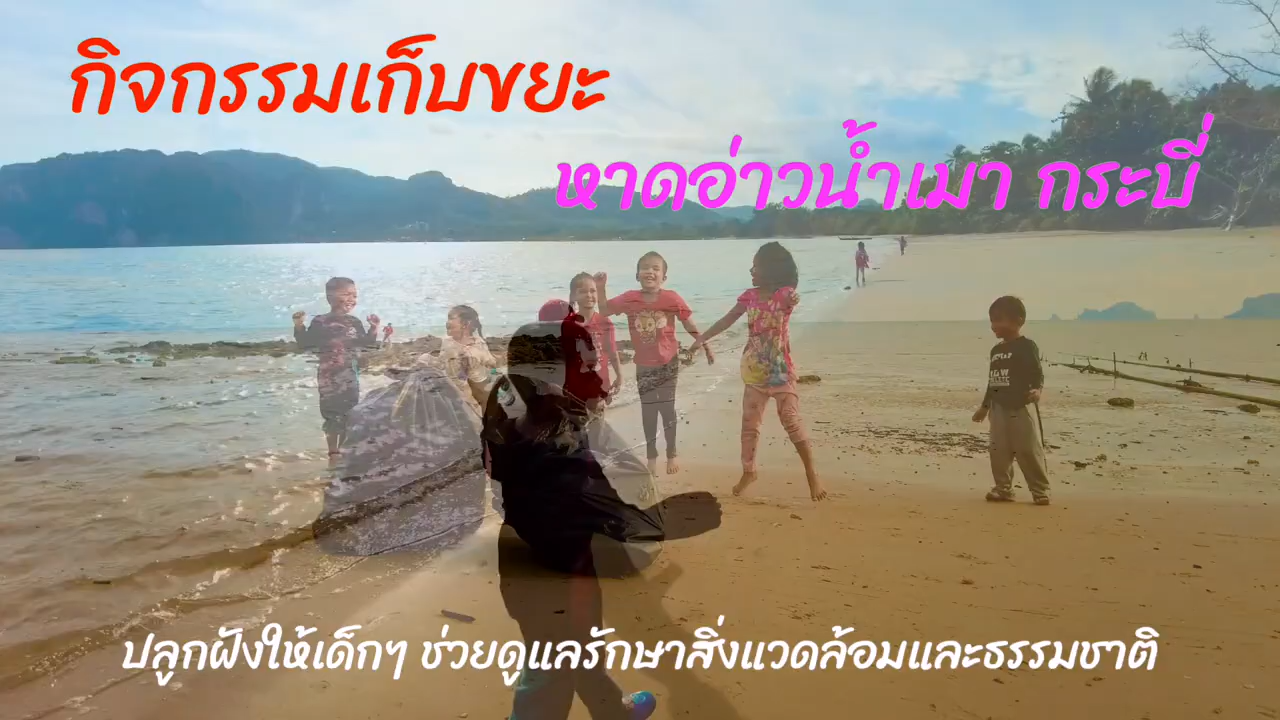 กิจกรรมเก็บขยะ
หาดอ่าวน้ำเมา กระบี่
ปลูกฝังให้เด็กๆ ช่วยดูแลรักษาสิ่งแวดล้อมและธรรมชาติ